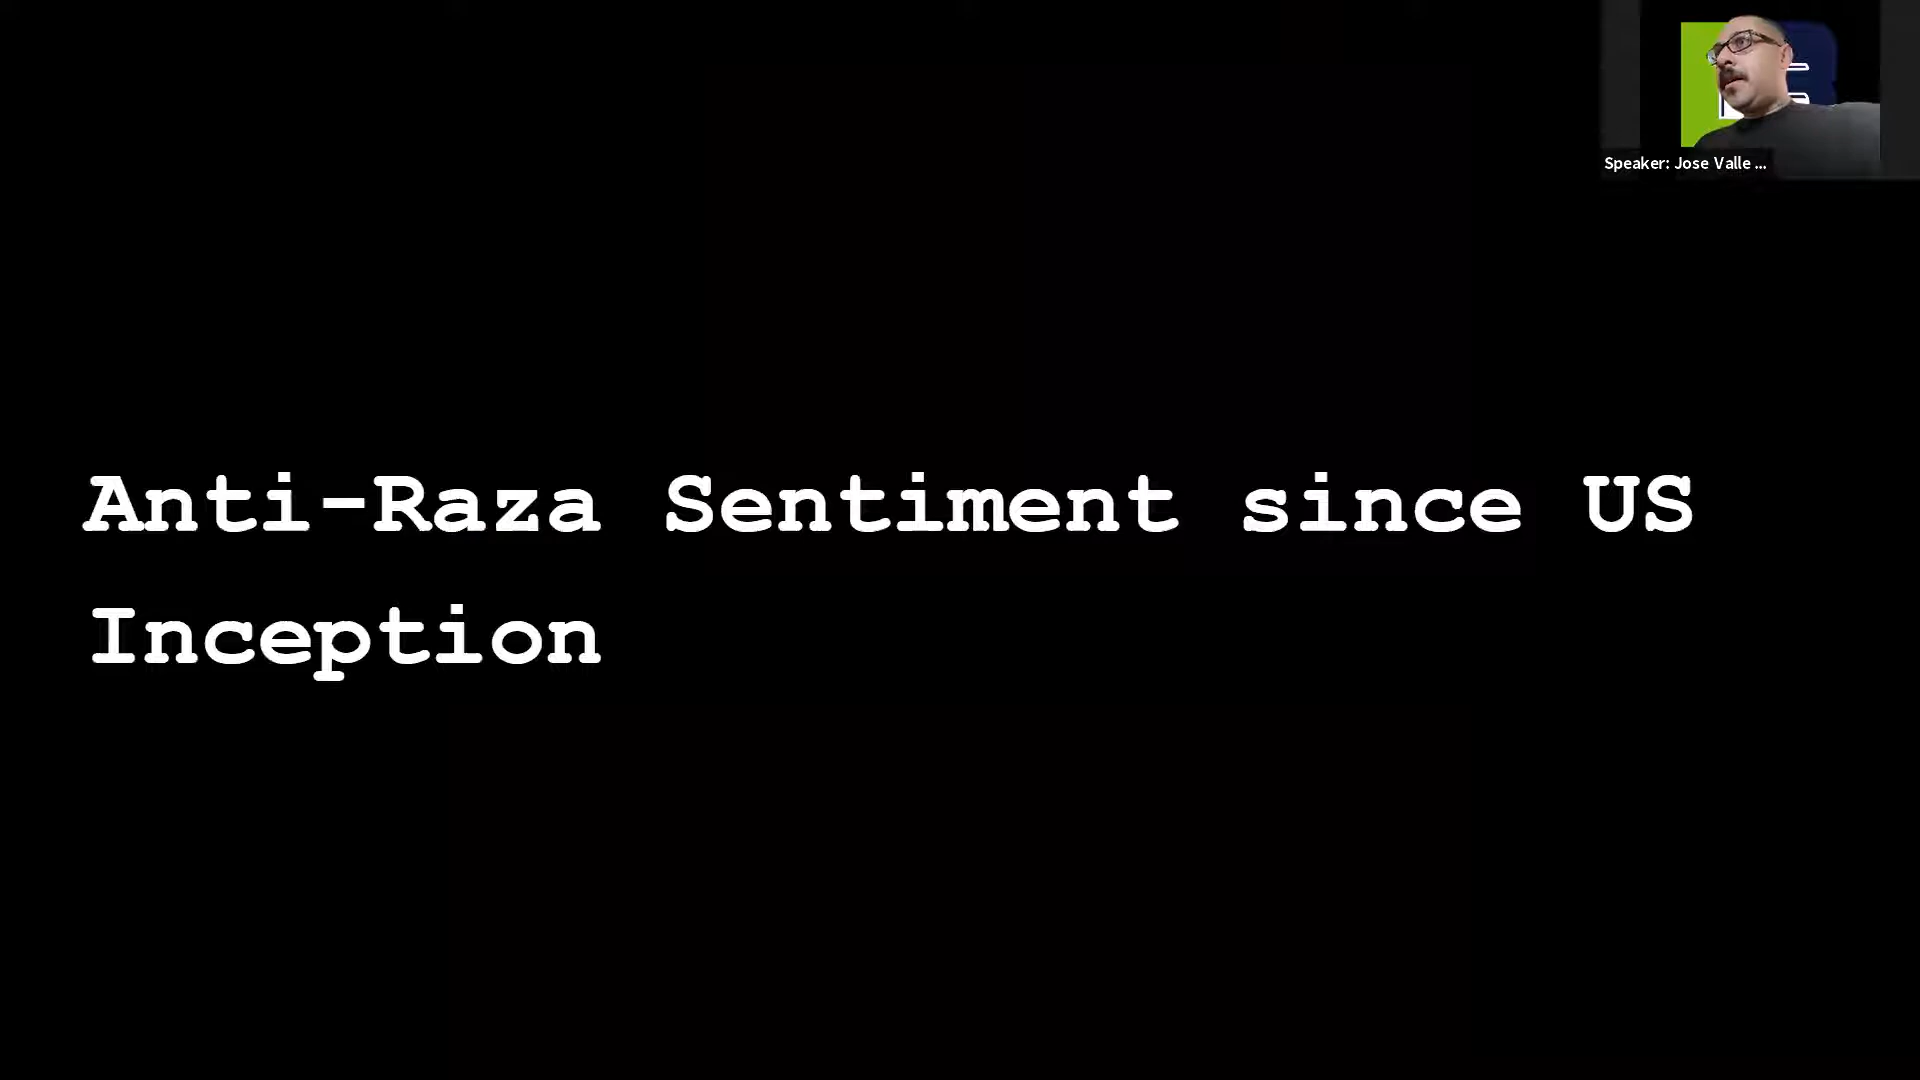 Speaker: Jose Valle ...
Anti-Raza Sentiment since US
Inception